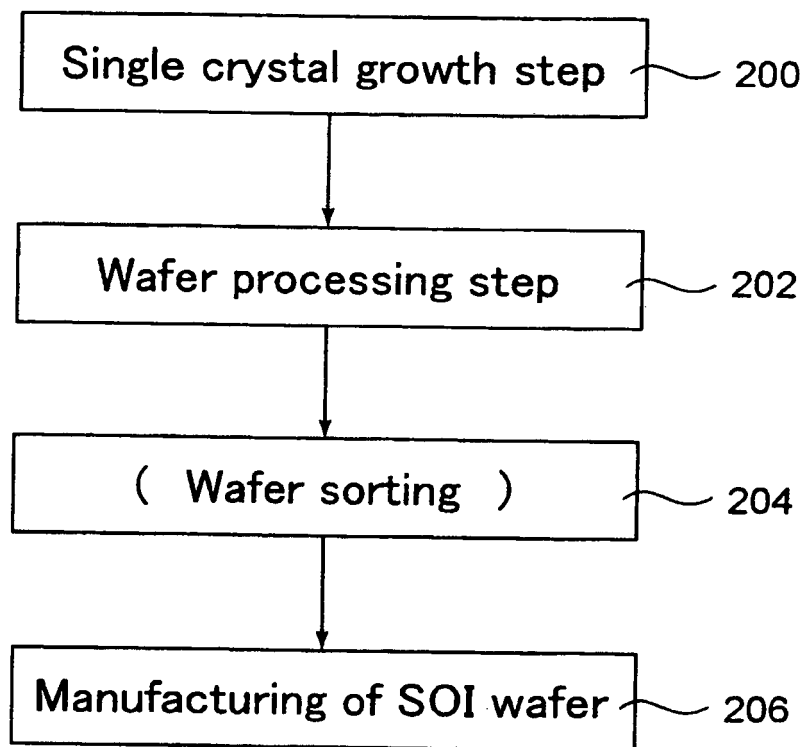 Single crystal growth step 200
Wafer processing step 202
( Wafer sorting ) 204
Manufacturing of SOI wafer 206